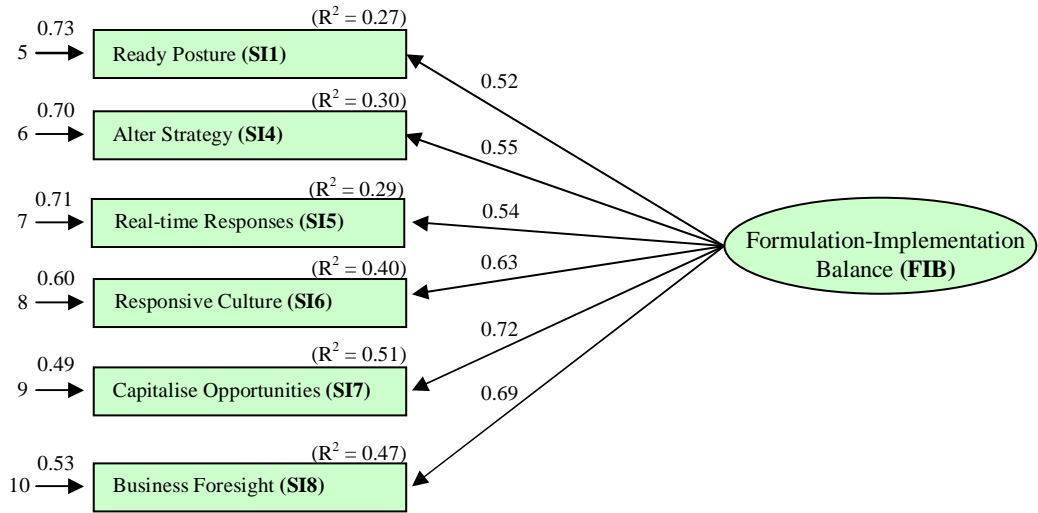 (R² = 0.27)
0.73
5
Ready Posture (SI1)
0.52
(R² = 0.30)
0.70
6
Alter Strategy (SI4)
0.55
(R² = 0.29)
0.71
7
Real-time Responses (SI5)
0.54
Formulation-Implementation
Balance (FIB)
(R² = 0.40)
0.60
8
Responsive Culture (SI6)
0.63
(R² = 0.51)
0.49
9
Capitalise Opportunities (SI7)
0.72
(R² = 0.47)
0.53
10
Business Foresight (SI8)
0.69